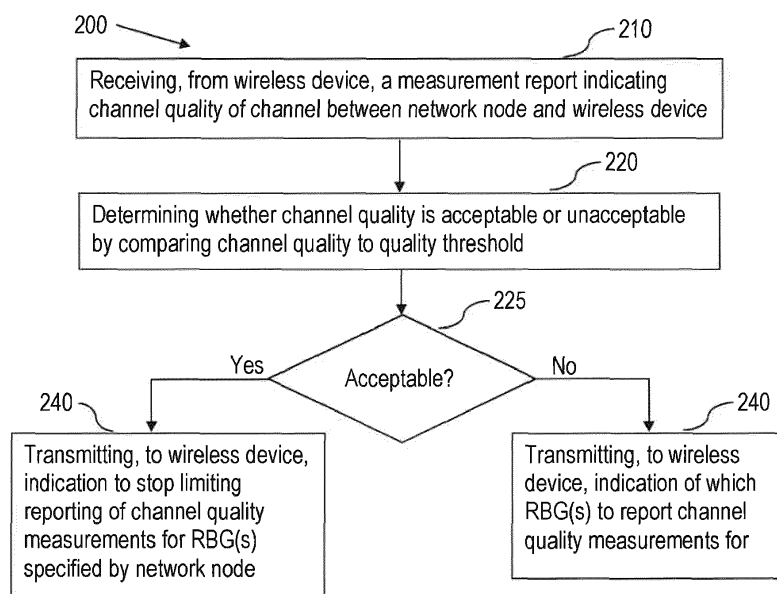 200
210
Receiving, from wireless device, a measurement report indicating
channel quality of channel between network node and wireless device
220
Determining whether channel quality is acceptable or unacceptable
by comparing channel quality to quality threshold
225
Yes
Acceptable?
No
240
Transmitting, to wireless device,
indication to stop limiting
reporting of channel quality
measurements for RBG(s)
specified by network node
240
Transmitting, to wireless
device, indication of which
RBG(s) to report channel
quality measurements for